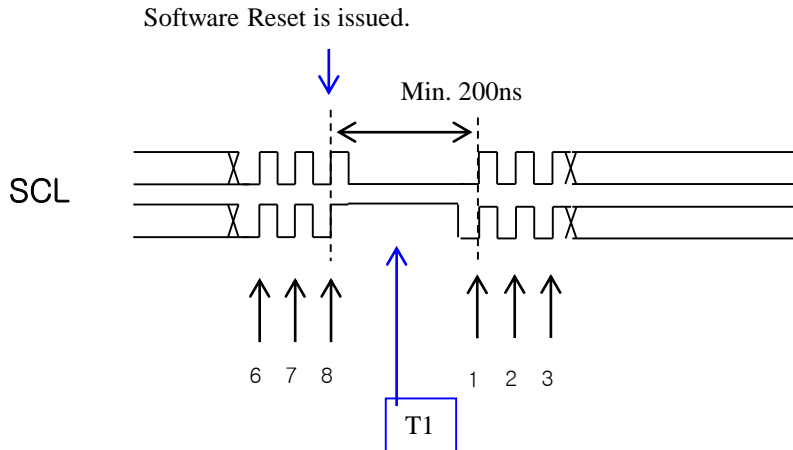 Software Reset is issued.
Min. 200ns
SCL
6 7 8 1 2 3
T1